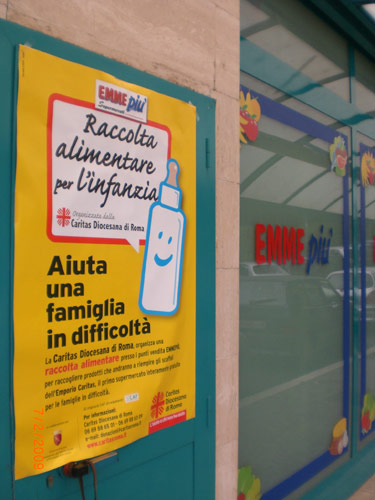 EMME più
Supermercati
Raccolta
alimentare
per l'infanzia
Organizzata dalla
Caritas Diocesana di Roma
Aiuta
una
famiglia
in difficoltà
La Caritas Diocesana di Roma, organizza una
raccolta alimentare presso i punti vendita EMMEPIÙ,
per raccogliere prodotti che andranno a riempire gli scaffali
dell'Emporio Caritas, il primo supermercato interamente gratuito
per le famiglie in difficoltà.
Per informazioni:
Caritas Diocesana di Roma
Caritas
Diocesana
di Roma
EMME più
7/2/2009